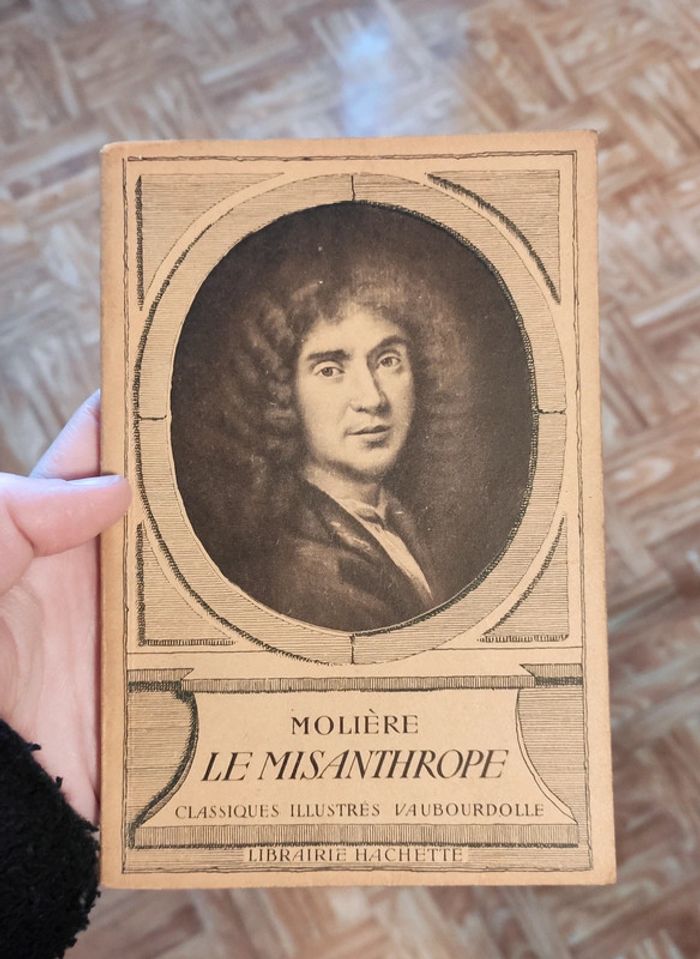 MOLIÈRE
LE MISANTHROPE
CLASSIQUES ILLUSTRÉS VAUBOURDOLLE
LIBRAIRIE HACHETTE